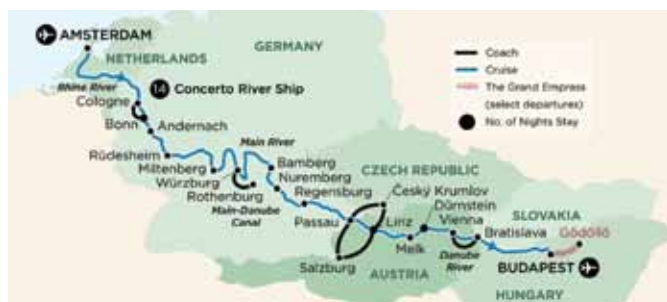 AMSTERDAM
NETHERLANDS
GERMANY
Coach
Cruise
The Grand Empress
(select departures)
No. of Nights Stay
Rhine River
14 Concerto River Ship
Cologne
Bonn
Andernach
Main River
Rüdesheim
Miltenberg
Würzburg
Rothenburg
Bamberg
Nuremberg
Regensburg
Main-Danube
Canal
CZECH REPUBLIC
Český Krumlov
Passau
Linz
Dürnstein
Vienna
SLOVAKIA
Bratislava
Gödöllő
Salzburg
Melk
Danube
River
AUSTRIA
BUDAPEST
HUNGARY